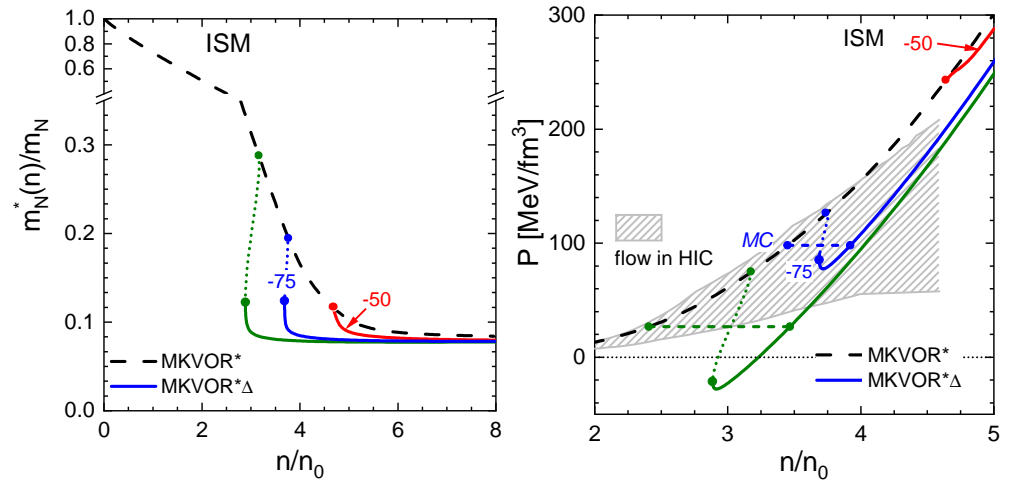 ISM
1.0
0.8
0.6
0.3
0.2
0.1
0.0
m*N(n)/mN
-75
-50
MKVOR*
MKVOR*Δ
0 2 4 6 8
n/n0
ISM
-50
300
200
100
0
P [MeV/fm³]
flow in HIC
MC
-75
MKVOR*
MKVOR*Δ
2 3 4 5
n/n0